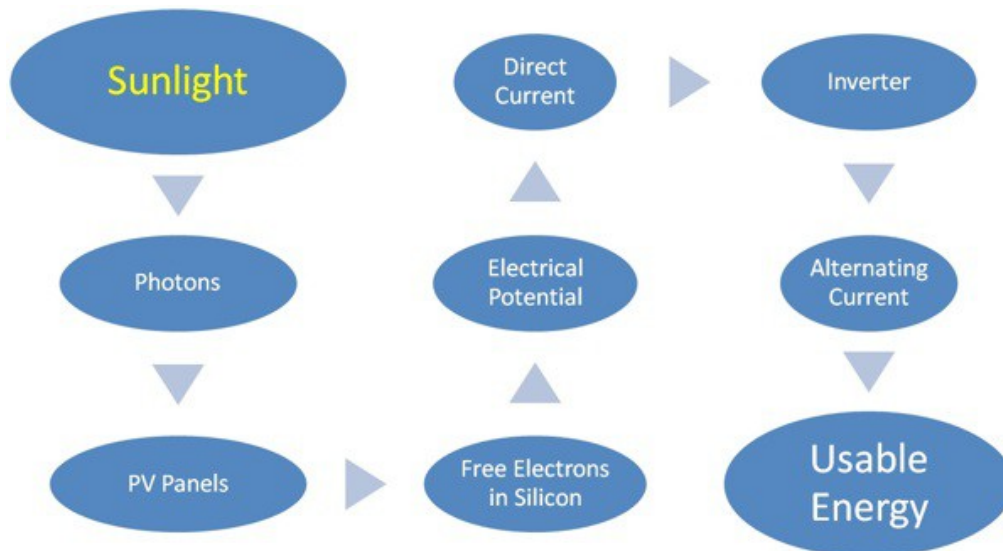 Sunlight
Photons
PV Panels
Free Electrons
in Silicon
Electrical
Potential
Direct
Current
Inverter
Alternating
Current
Usable
Energy